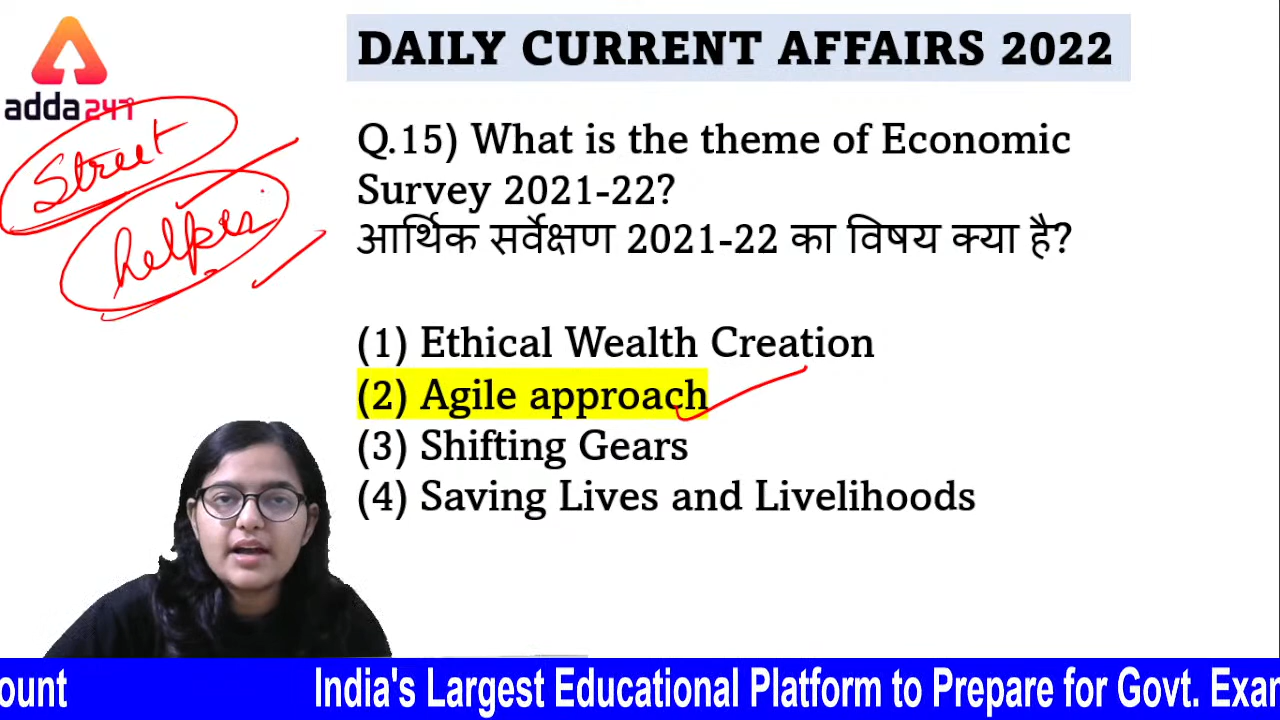 DAILY CURRENT AFFAIRS 2022
adda247
Street
helper
Q.15) What is the theme of Economic
Survey 2021-22?
आर्थिक सर्वेक्षण 2021-22 का विषय क्या है?
(1) Ethical Wealth Creation
(2) Agile approach
(3) Shifting Gears
(4) Saving Lives and Livelihoods
ount India's Largest Educational Platform to Prepare for Govt. Exar